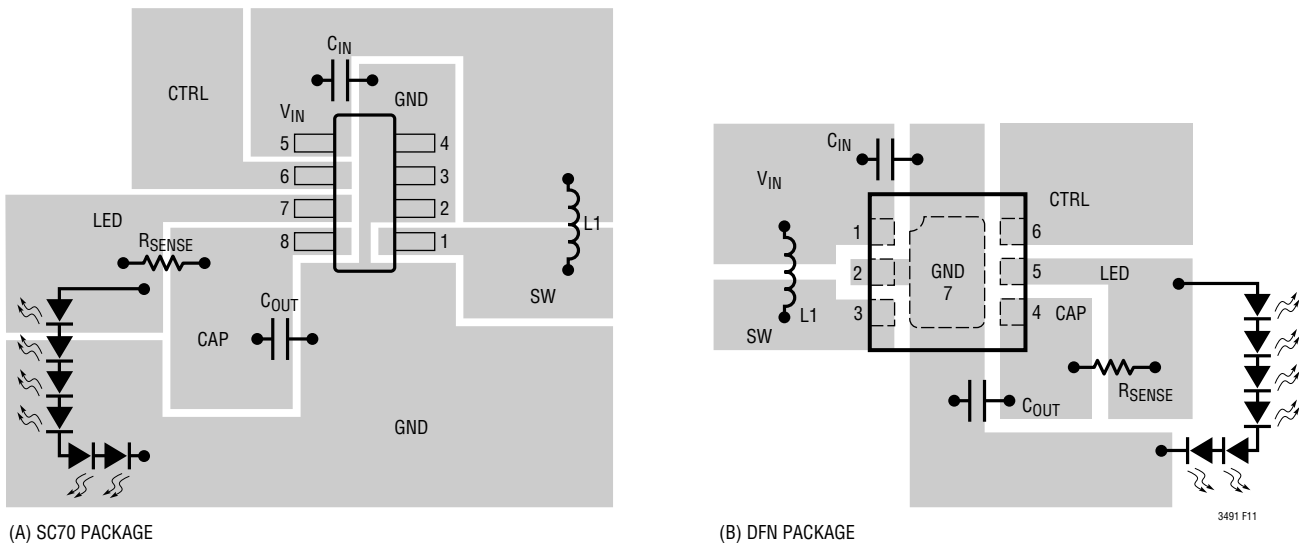 CIN
CTRL
GND
VIN
5
4
6
3
7
2
8
1
LED
RSENSE
L1
COUT
SW
CAP
GND
(A) SC70 PACKAGE
CIN
VIN
CTRL
1
6
2
GND
7
5
LED
3
4
CAP
L1
SW
RSENSE
COUT
3491 F11
(B) DFN PACKAGE